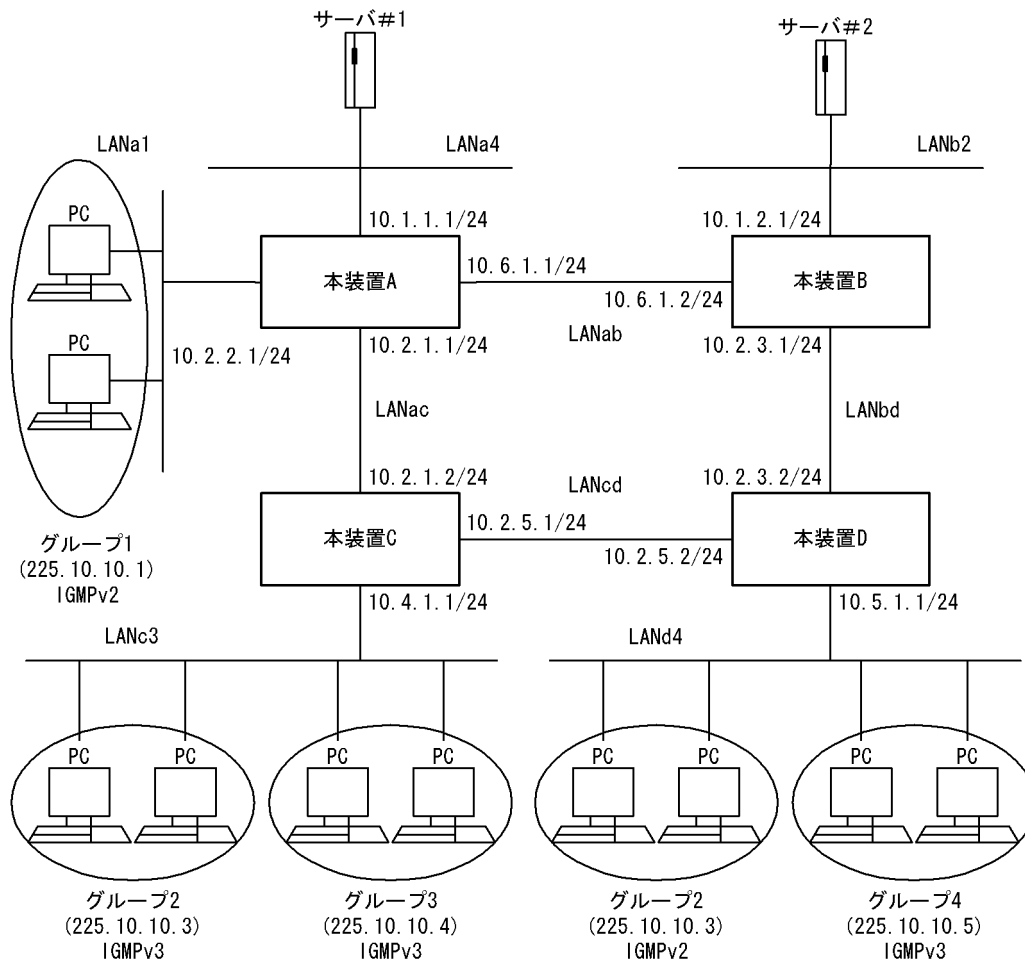 サーバ#1
サーバ#2
LANa1
LANa4
LANb2
PC
10.1.1.1/24
10.1.2.1/24
本装置A
10.6.1.1/24
本装置B
10.6.1.2/24
LANab
PC
10.2.2.1/24
10.2.1.1/24
10.2.3.1/24
LANac
LANbd
10.2.1.2/24
LANcd
10.2.3.2/24
本装置C
10.2.5.1/24
本装置D
10.2.5.2/24
グループ1
(225.10.10.1)
IGMPv2
10.4.1.1/24
10.5.1.1/24
LANc3
LANd4
PC
PC
PC
PC
PC
PC
PC
PC
グループ2
(225.10.10.3)
IGMPv3
グループ3
(225.10.10.4)
IGMPv3
グループ2
(225.10.10.3)
IGMPv2
グループ4
(225.10.10.5)
IGMPv3